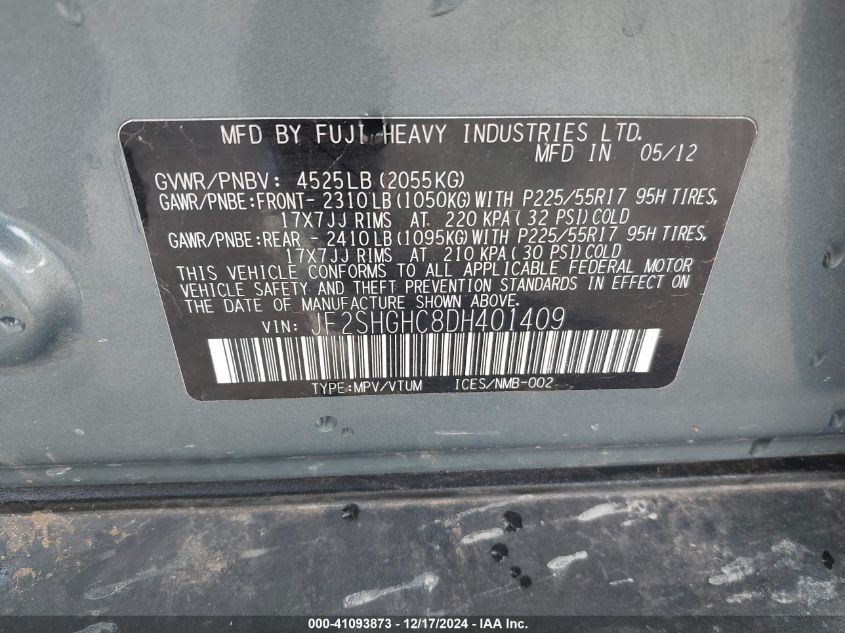 MFD BY FUJI HEAVY INDUSTRIES LTD.
MFD IN 05/12
GVWR/PNBV: 4525LB(2055KG)
GAWR/PNBE:FRONT- 2310LB(1050KG)WITH P225/55R17 95H TIRES,
17X7JJ RIMS AT 220 KPA(32 PSI)COLD
GAWR/PNBE:REAR - 2410LB(1095KG)WITH P225/55R17 95H TIRES,
17X7JJ RIMS AT 210 KPA(30 PSI)COLD
THIS VEHICLE CONFORMS TO ALL APPLICABLE FEDERAL MOTOR
VEHICLE SAFETY AND THEFT PREVENTION STANDARDS IN EFFECT ON
THE DATE OF MANUFACTURE SHOWN ABOVE.
VIN: JF2SHGHC8DH401409
TYPE:MPV/VTUM ICES/NMB-002
000-41093873 - 12/17/2024 - IAA Inc.